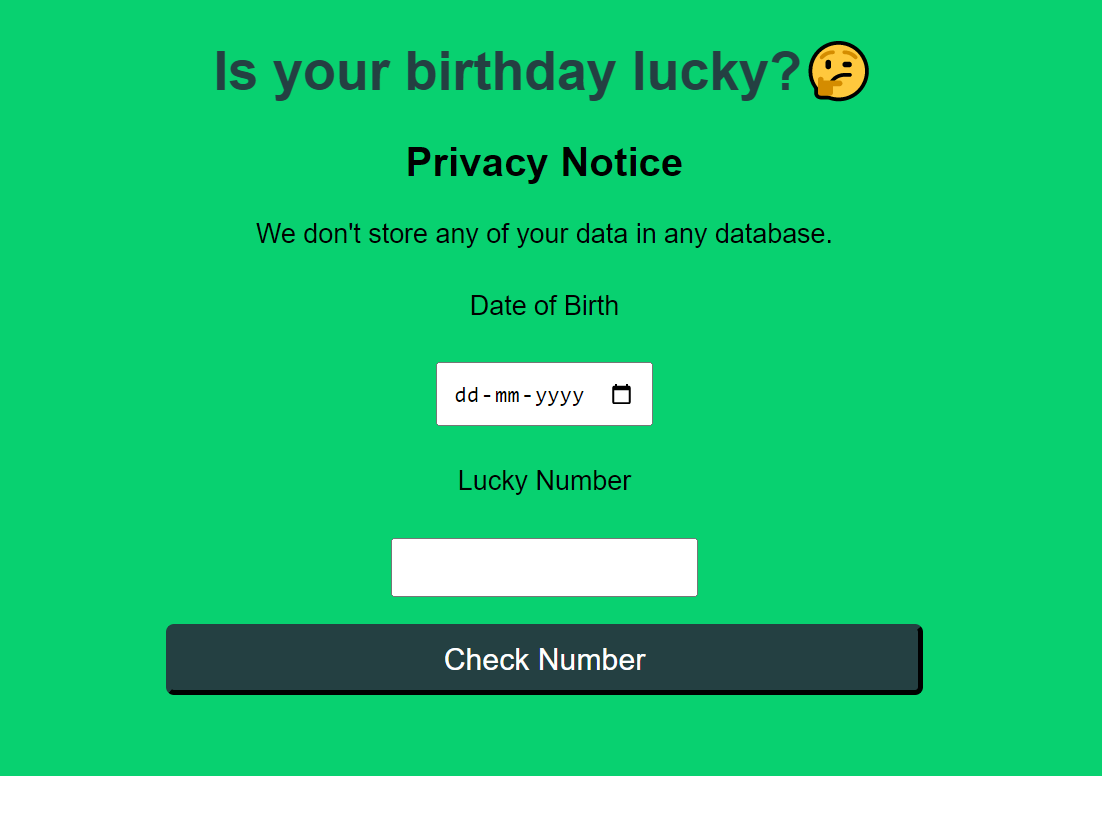 Is your birthday lucky?🤔
Privacy Notice
We don't store any of your data in any database.
Date of Birth
dd-mm-yyyy
Lucky Number
Check Number